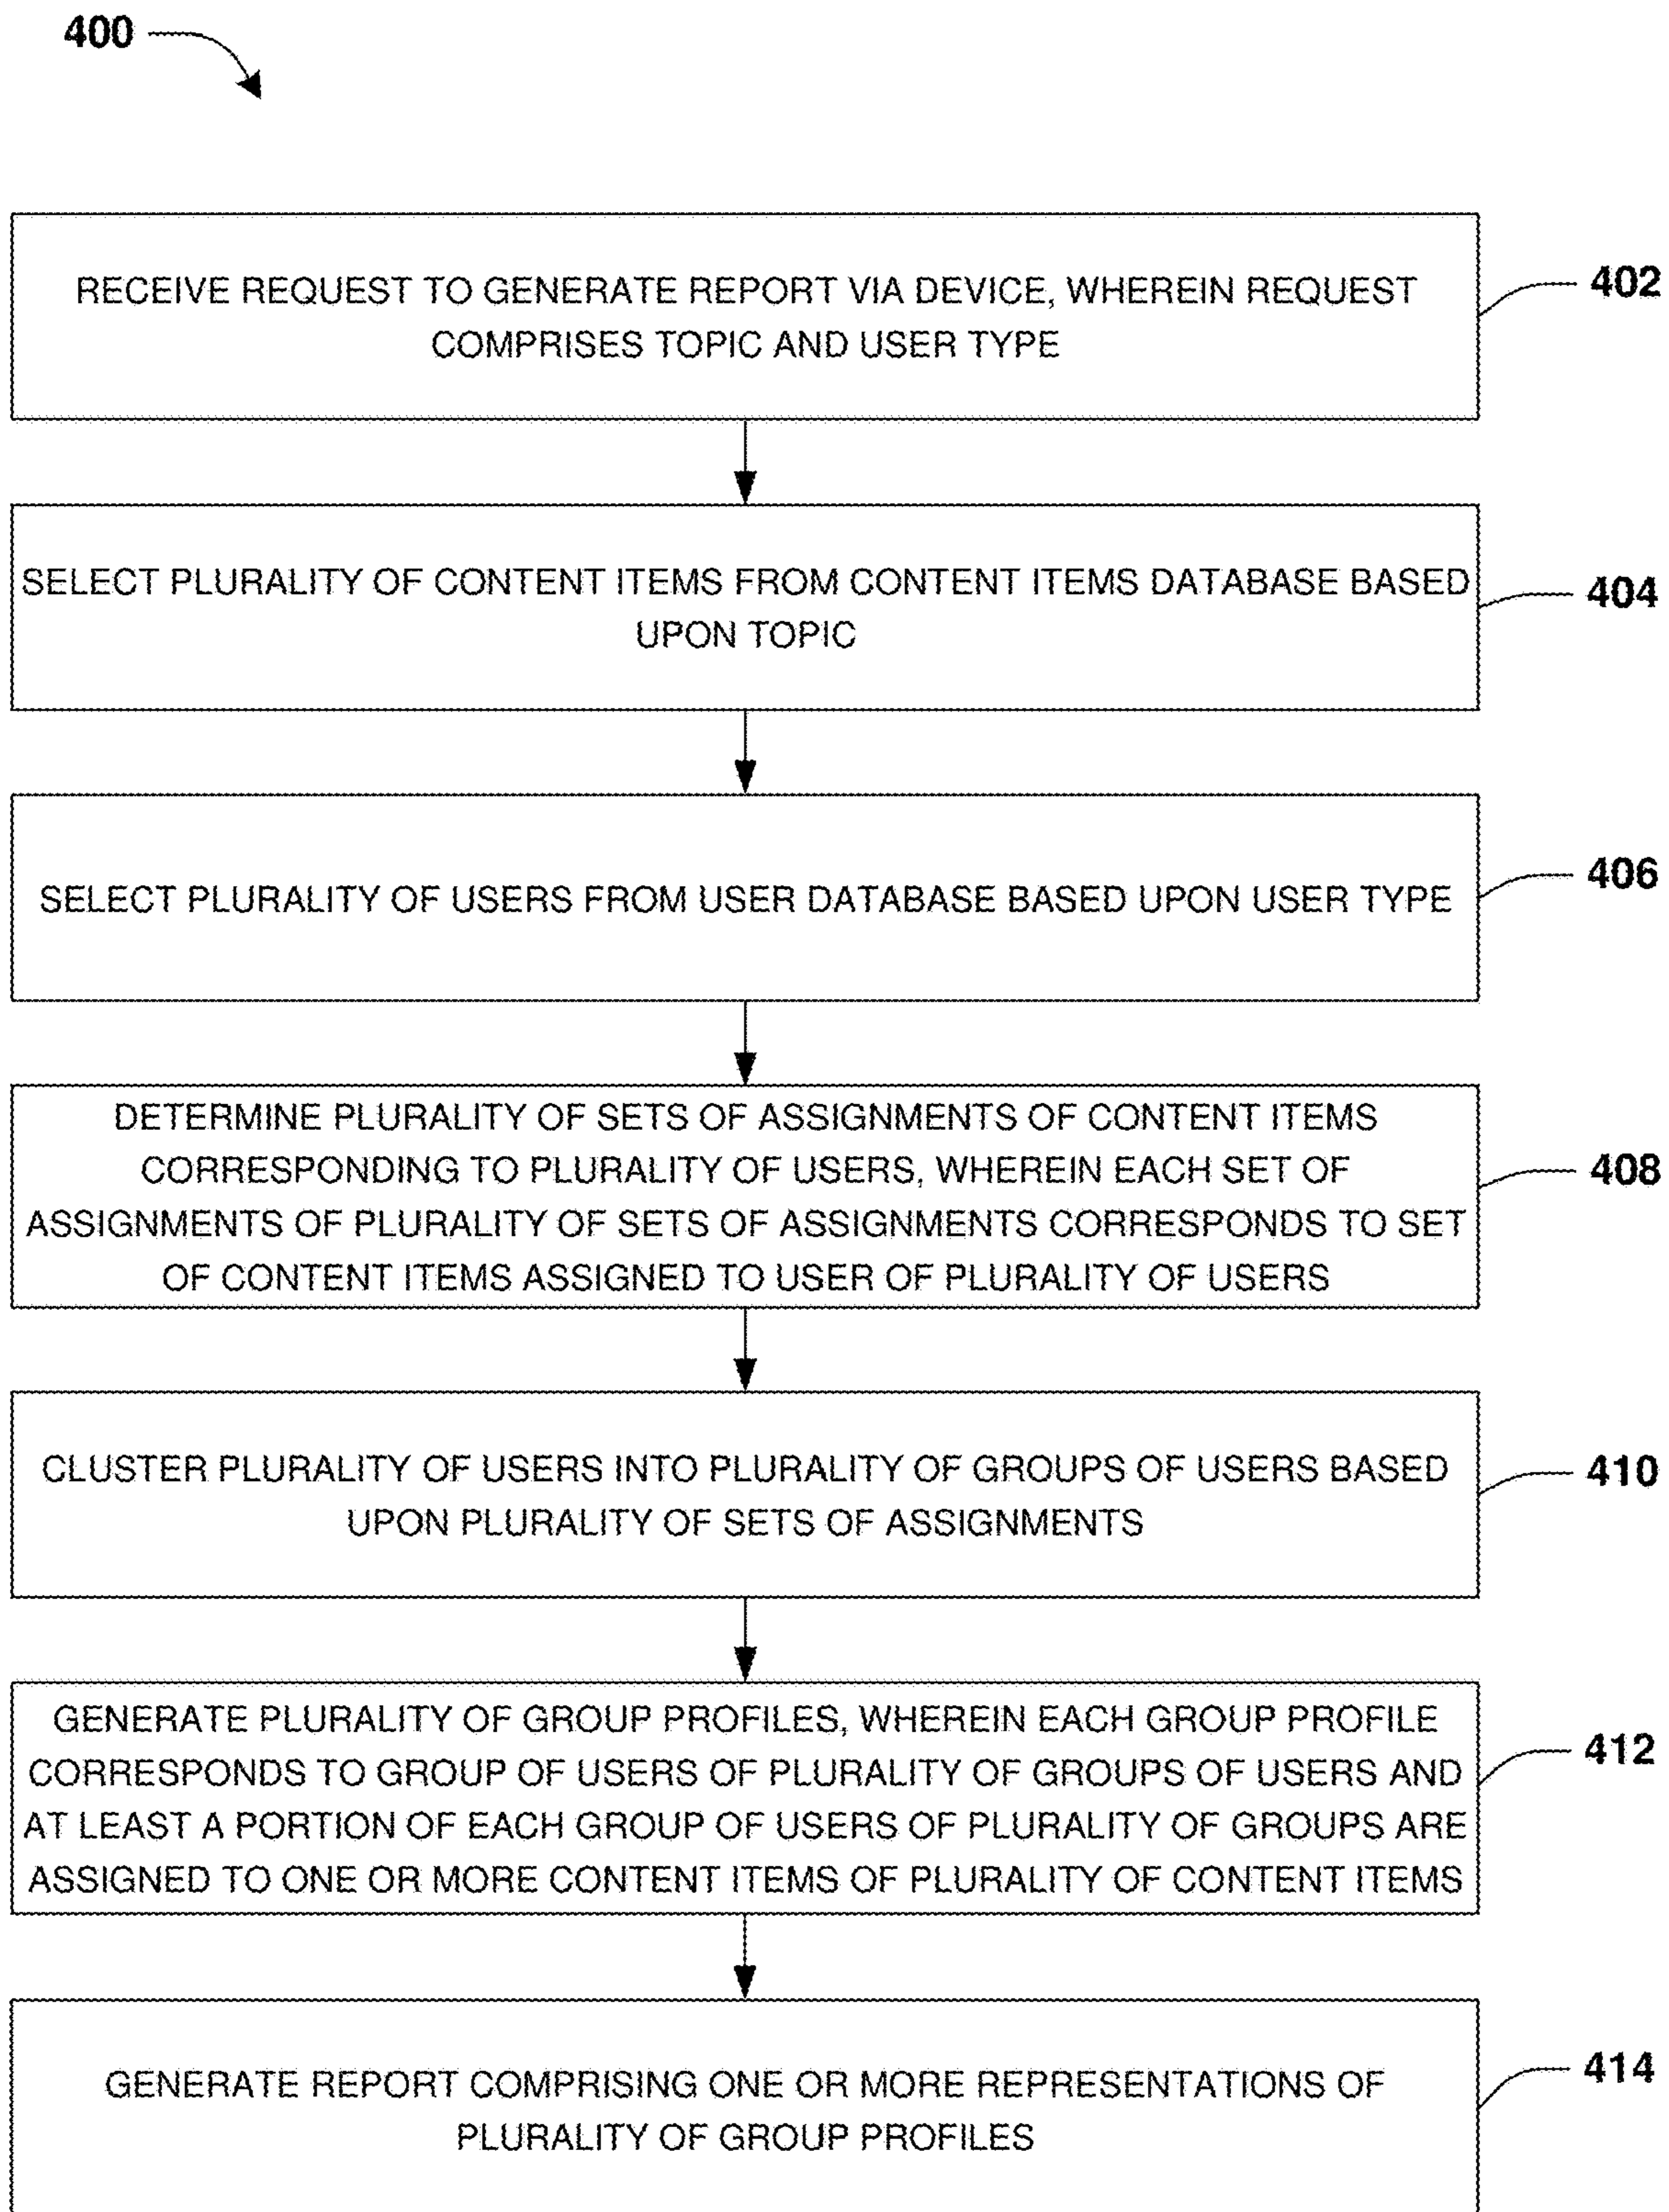 400
RECEIVE REQUEST TO GENERATE REPORT VIA DEVICE, WHEREIN REQUEST
COMPRISES TOPIC AND USER TYPE
402
SELECT PLURALITY OF CONTENT ITEMS FROM CONTENT ITEMS DATABASE BASED
UPON TOPIC
404
SELECT PLURALITY OF USERS FROM USER DATABASE BASED UPON USER TYPE
406
DETERMINE PLURALITY OF SETS OF ASSIGNMENTS OF CONTENT ITEMS
CORRESPONDING TO PLURALITY OF USERS, WHEREIN EACH SET OF
ASSIGNMENTS OF PLURALITY OF SETS OF ASSIGNMENTS CORRESPONDS TO SET
OF CONTENT ITEMS ASSIGNED TO USER OF PLURALITY OF USERS
408
CLUSTER PLURALITY OF USERS INTO PLURALITY OF GROUPS OF USERS BASED
UPON PLURALITY OF SETS OF ASSIGNMENTS
410
GENERATE PLURALITY OF GROUP PROFILES, WHEREIN EACH GROUP PROFILE
CORRESPONDS TO GROUP OF USERS OF PLURALITY OF GROUPS OF USERS AND
AT LEAST A PORTION OF EACH GROUP OF USERS OF PLURALITY OF GROUPS ARE
ASSIGNED TO ONE OR MORE CONTENT ITEMS OF PLURALITY OF CONTENT ITEMS
412
GENERATE REPORT COMPRISING ONE OR MORE REPRESENTATIONS OF
PLURALITY OF GROUP PROFILES
414